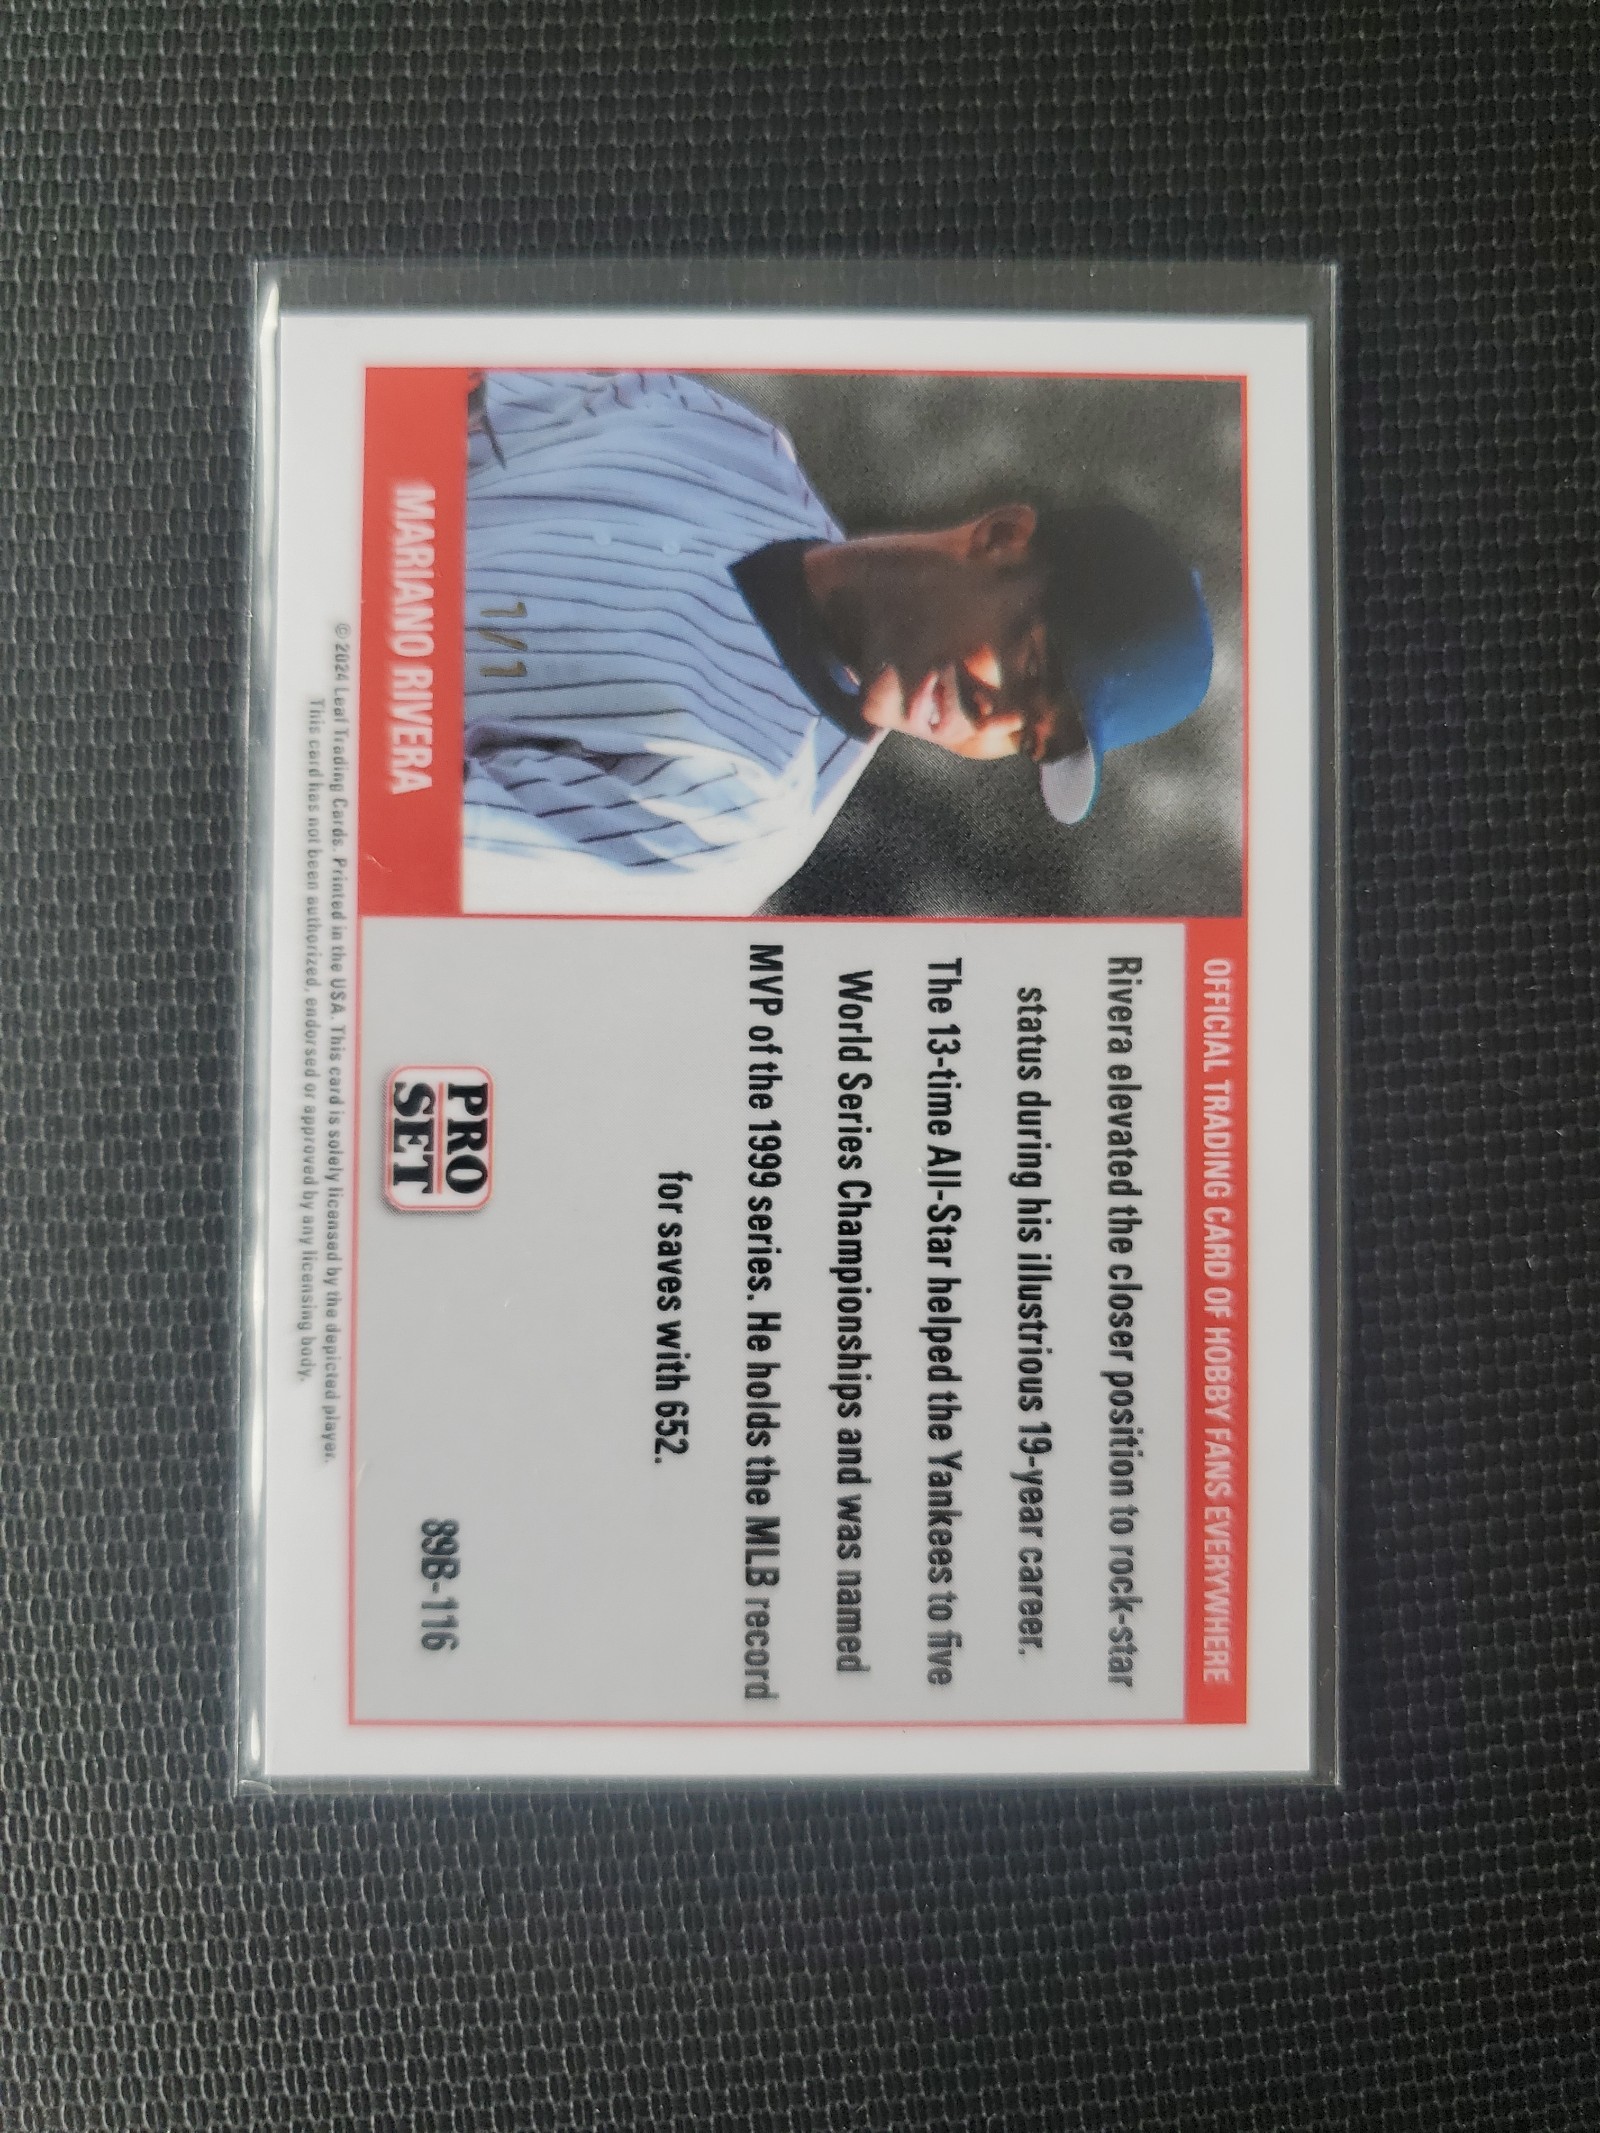 OFFICIAL TRADING CARD OF HOBBY FANS EVERYWHERE
Rivera elevated the closer position to rock-star
status during his illustrious 19-year career.
The 13-time All-Star helped the Yankees to five
World Series Championships and was named
MVP of the 1999 series. He holds the MLB record
for saves with 652.
1/1
MARIANO RIVERA
PRO
SET
89B-116
© 2024 Leaf Trading Cards. Printed in the USA. This card is solely licensed by the depicted player.
This card has not been authorized, endorsed or approved by any licensing body.